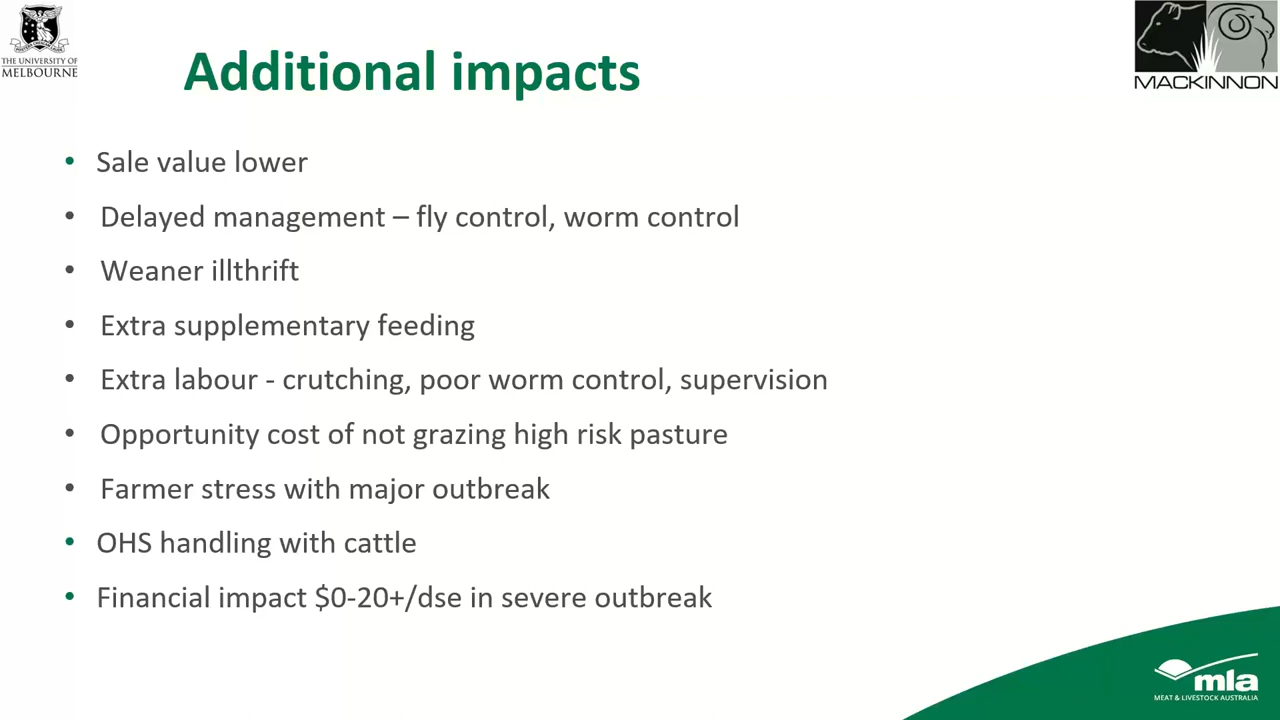 THE UNIVERSITY OF
MELBOURNE
Additional impacts
MACKINNON
• Sale value lower
• Delayed management – fly control, worm control
• Weaner illthrift
• Extra supplementary feeding
• Extra labour - crutching, poor worm control, supervision
• Opportunity cost of not grazing high risk pasture
• Farmer stress with major outbreak
• OHS handling with cattle
• Financial impact $0-20+/dse in severe outbreak
mla
MEAT & LIVESTOCK AUSTRALIA